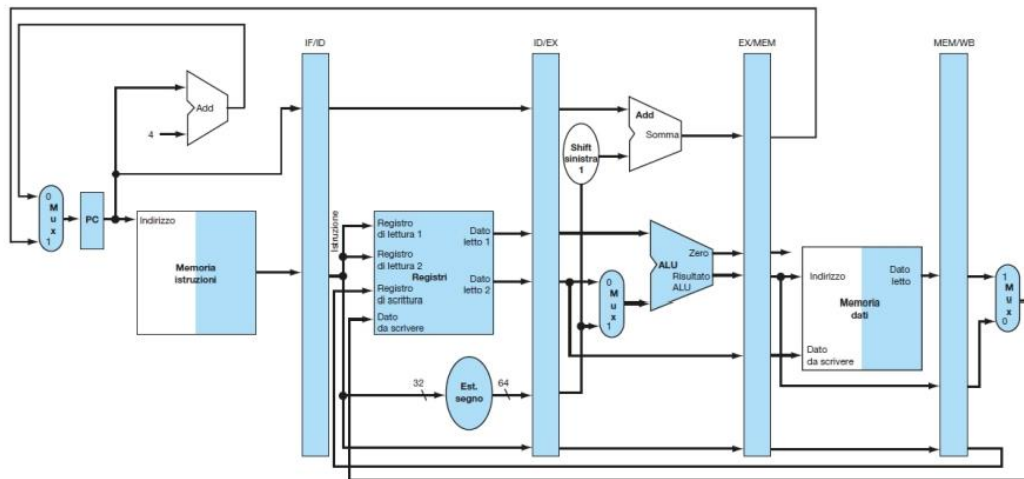 IF/ID
ID/EX
EX/MEM
MEM/WB
Add
4
Add
Somma
Shift
sinistra
1
0
M
u
x
1
PC
Indirizzo
Memoria
istruzioni
Istruzione
Registro
di lettura 1
Registro
di lettura 2
Registri
Registro
di scrittura
Dato
da scrivere
Dato
letto 1
Dato
letto 2
0
M
u
x
1
Zero
ALU
Risultato
ALU
Indirizzo
Dato
letto
Memoria
dati
Dato
da scrivere
1
M
u
x
0
32
Est.
segno
64